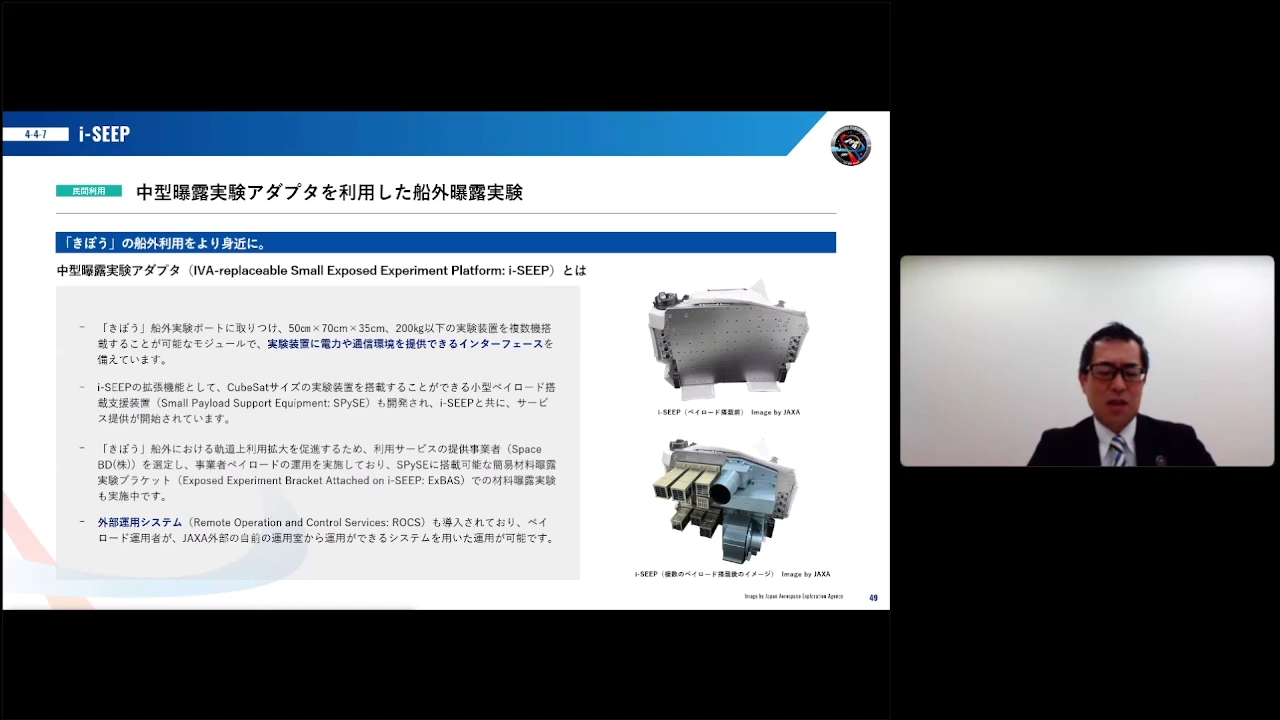 4-4-7
i-SEEP
民間利用
中型曝露実験アダプタを利用した船外曝露実験
「きぼう」の船外利用をより身近に。
中型曝露実験アダプタ（IVA-replaceable Small Exposed Experiment Platform: i-SEEP）とは
- 「きぼう」船外実験ポートに取りつけ、50㎝×70㎝×35㎝、200kg以下の実験装置を複数機搭
載することが可能なモジュールで、実験装置に電力や通信環境を提供できるインターフェースを
備えています。
- i-SEEPの拡張機能として、CubeSatサイズの実験装置を搭載することができる小型ペイロード搭
載支援装置（Small Payload Support Equipment: SPySE）も開発され、i-SEEPと共に、サービ
ス提供が開始されています。
- 「きぼう」船外における軌道上利用拡大を促進するため、利用サービスの提供事業者（Space
BD(株)）を選定し、事業者ペイロードの運用を実施しており、SPySEに搭載可能な簡易材料曝露
実験ブラケット（Exposed Experiment Bracket Attached on i-SEEP: ExBAS）での材料曝露実験
も実施中です。
- 外部運用システム（Remote Operation and Control Services: ROCS）も導入されており、ペイ
ロード運用者が、JAXA外部の自前の運用室から運用ができるシステムを用いた運用が可能です。
i-SEEP（ペイロード搭載前） Image by JAXA
i-SEEP（複数のペイロード搭載後のイメージ） Image by JAXA
Image by Japan Aerospace Exploration Agency
49